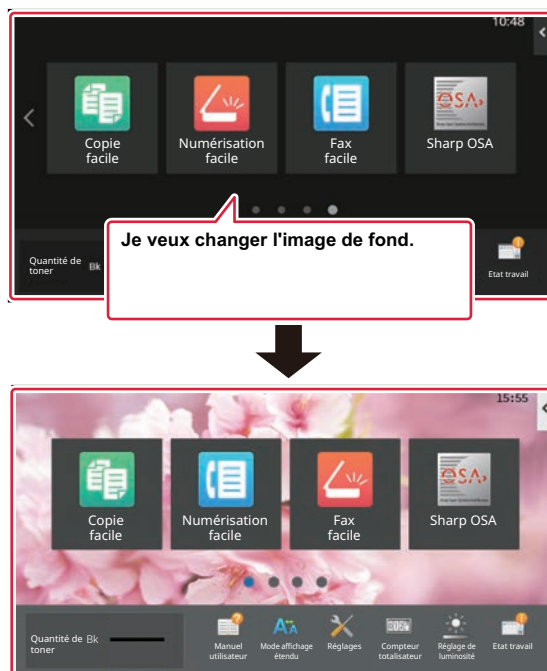 10:48
Copie
facile
Numérisation
facile
Fax
facile
OSA
Sharp OSA
Je veux changer l'image de fond.
Quantité de
toner
Bk
Etat travail
15:55
Copie
facile
Numérisation
facile
Fax
facile
OSA
Sharp OSA
Quantité de
toner
Bk
Manuel
utilisateur
Mode affichage
étendu
Réglages
Compteur
totalisateur
Réglage de
luminosité
Etat travail